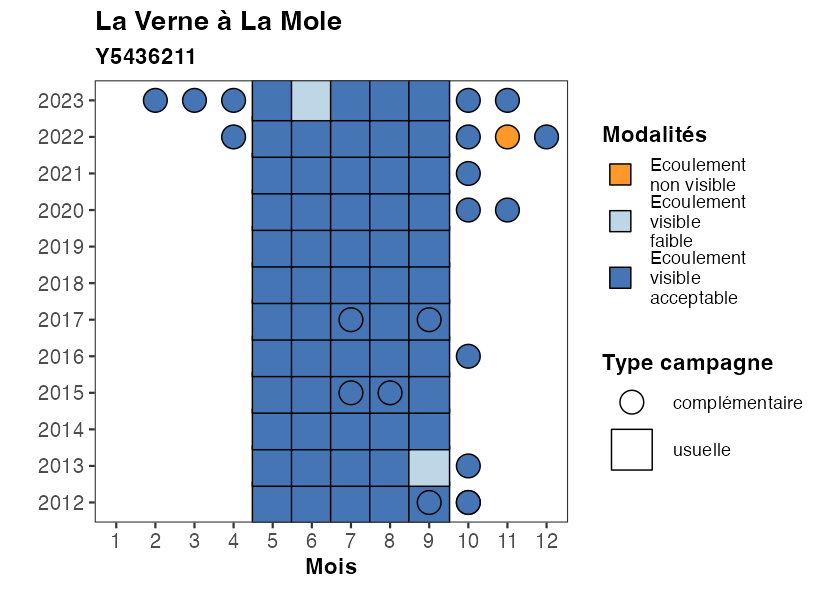 La Verne à La Mole
Y5436211
2023
2022
2021
2020
2019
2018
2017
2016
2015
2014
2013
2012
1 2 3 4 5 6 7 8 9 10 11 12
Mois
Modalités
Ecoulement
non visible
Ecoulement
visible
faible
Ecoulement
visible
acceptable
Type campagne
complémentaire
usuelle